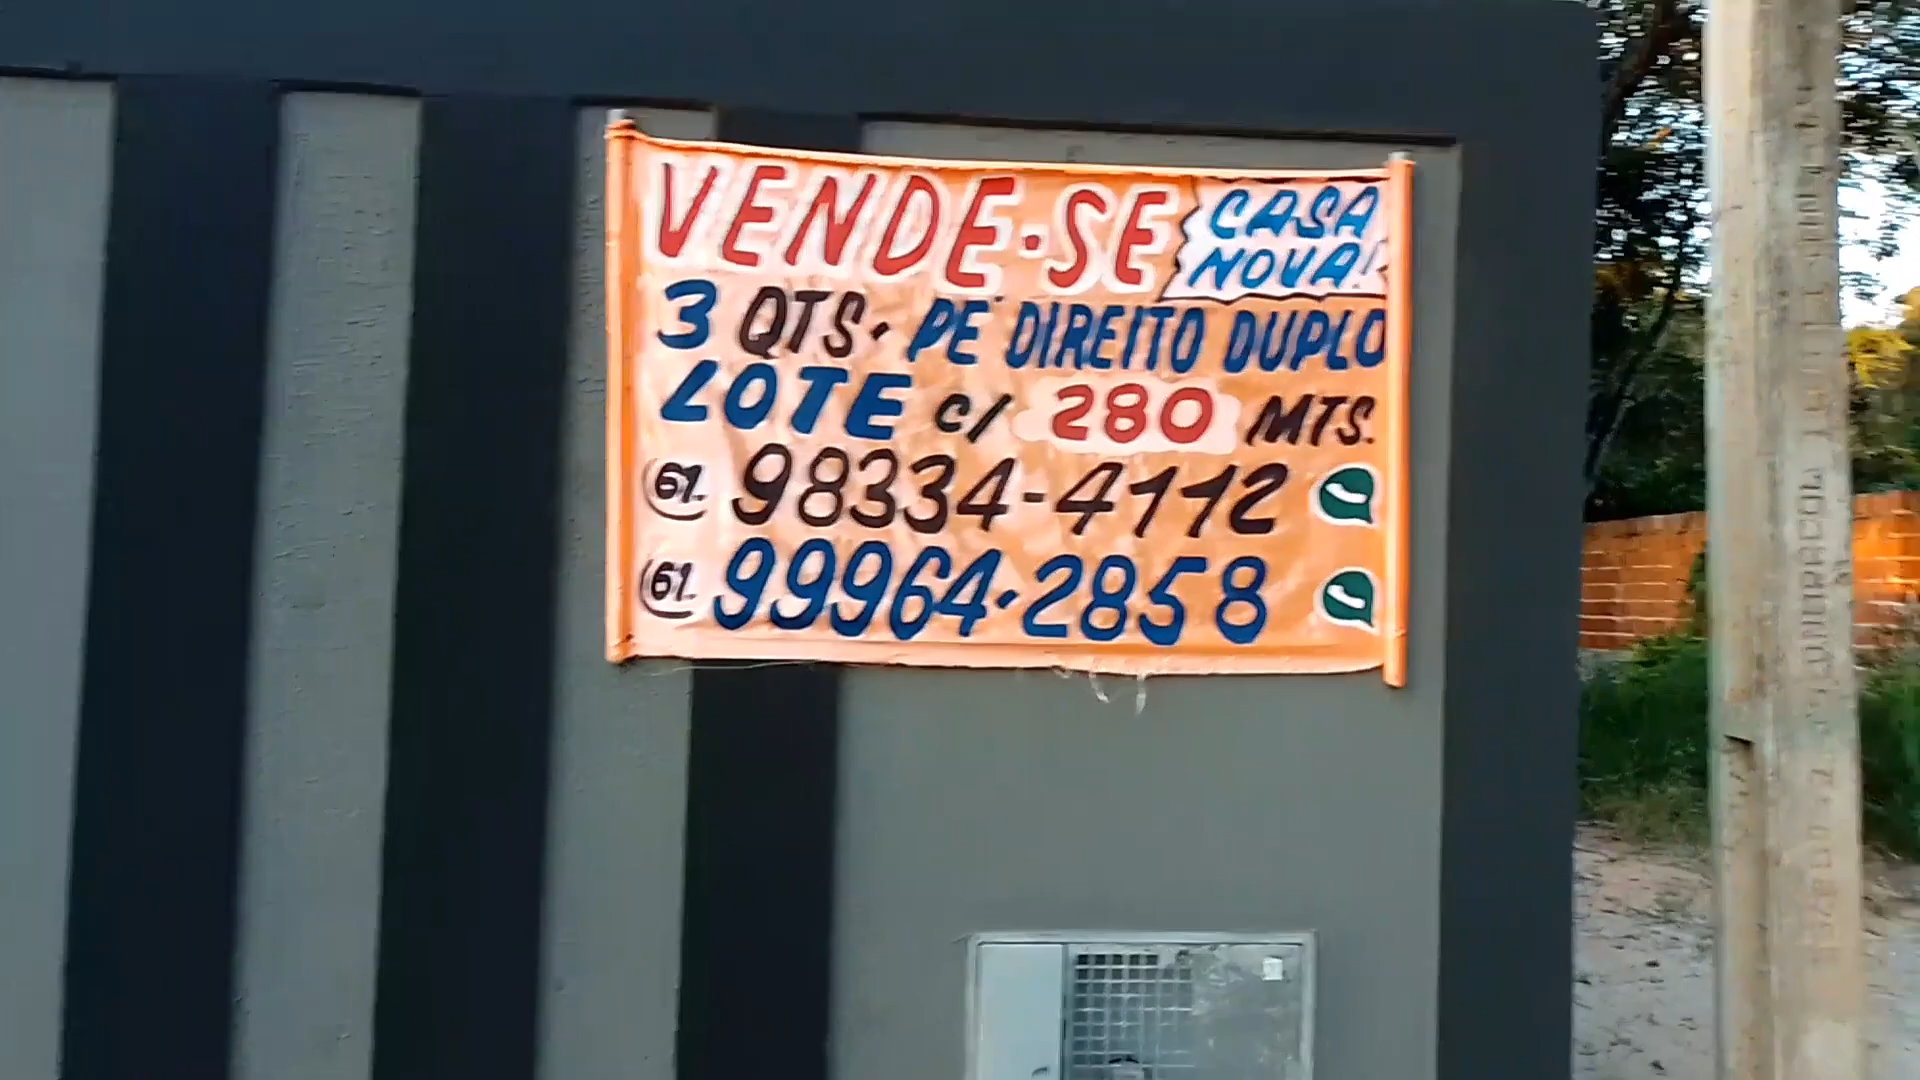 VENDE-SE CASA NOVA!
3 QTS. PÉ DIREITO DUPLO
LOTE c/ 280 MTS.
(61. 98334-4112
(61. 99964-2858